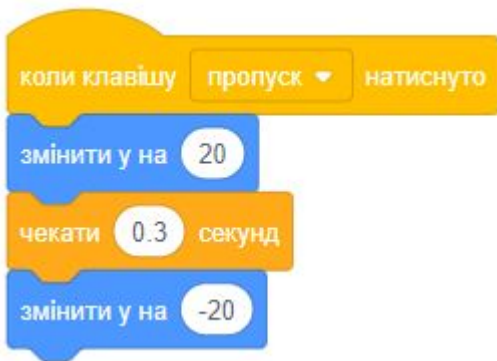 коли клавішу пропуск натиснуто
змінити y на 20
чекати 0.3 секунд
змінити y на -20